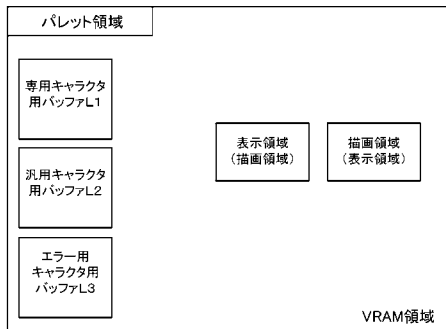 パレット領域
専用キャラクタ
用バッファL1
汎用キャラクタ
用バッファL2
エラー用
キャラクタ用
バッファL3
表示領域
(描画領域)
描画領域
(表示領域)
VRAM領域